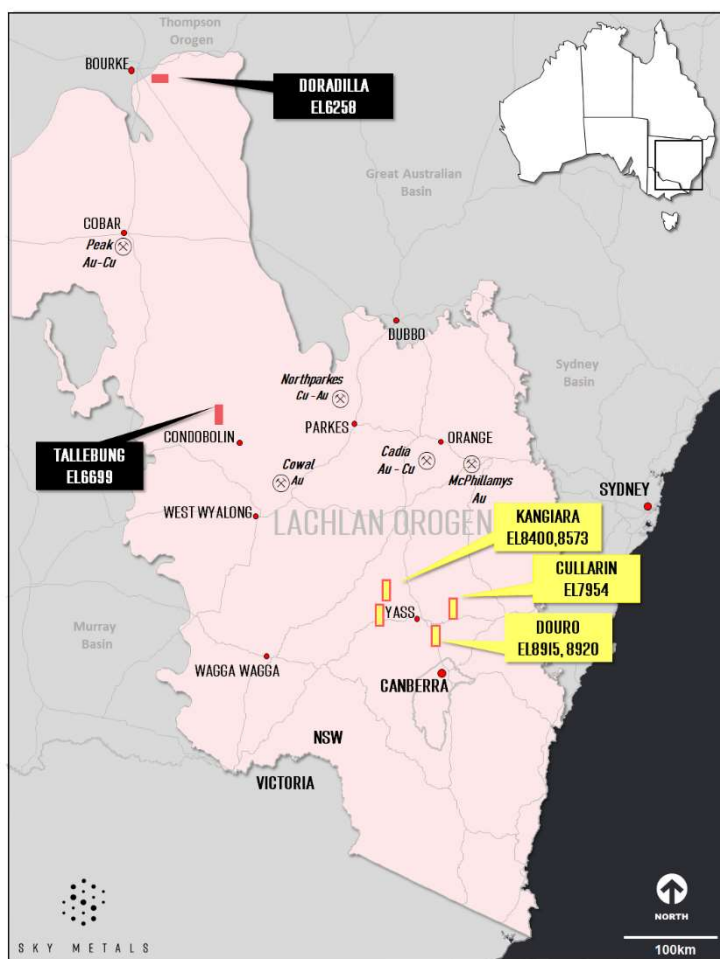 Thompson
Orogen
BOURKE
DORADILLA
EL6258
Great Australian
Basin
COBAR
Peak
Au-Cu
DUBBO
Sydney
Basin
Northparkes
Cu-Au
PARKES
ORANGE
CONDOBOLIN
TALLEBUNG
EL6699
Cadia
Au-Cu
Cowal
Au
McPhillamys
Au
SYDNEY
WEST WYALONG
LACHLAN OROGEN
KANGIARA
EL8400,8573
CULLARIN
EL7954
YASS
DOURO
EL8915, 8920
Murray
Basin
WAGGA WAGGA
CANBERRA
NSW
VICTORIA
NORTH
SKY METALS
100km